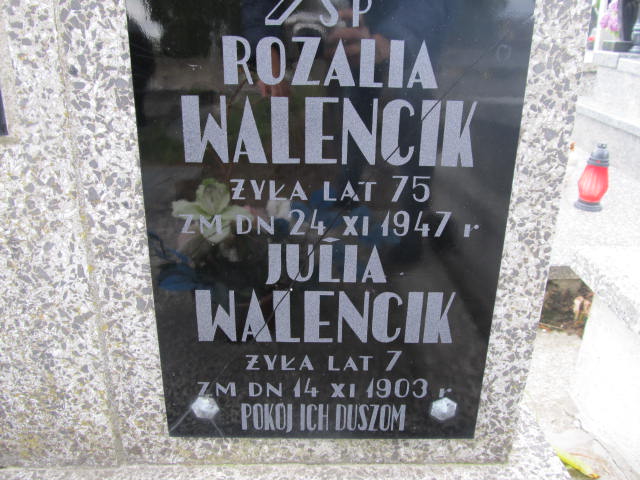 ŚP
ROZALIA
WALENCIK
ŻYŁA LAT 75
ZM DN 24 XI 1947 r
JULIA
WALENCIK
ŻYŁA LAT 7
ZM DN 14 XI 1903 r
POKOJ ICH DUSZOM